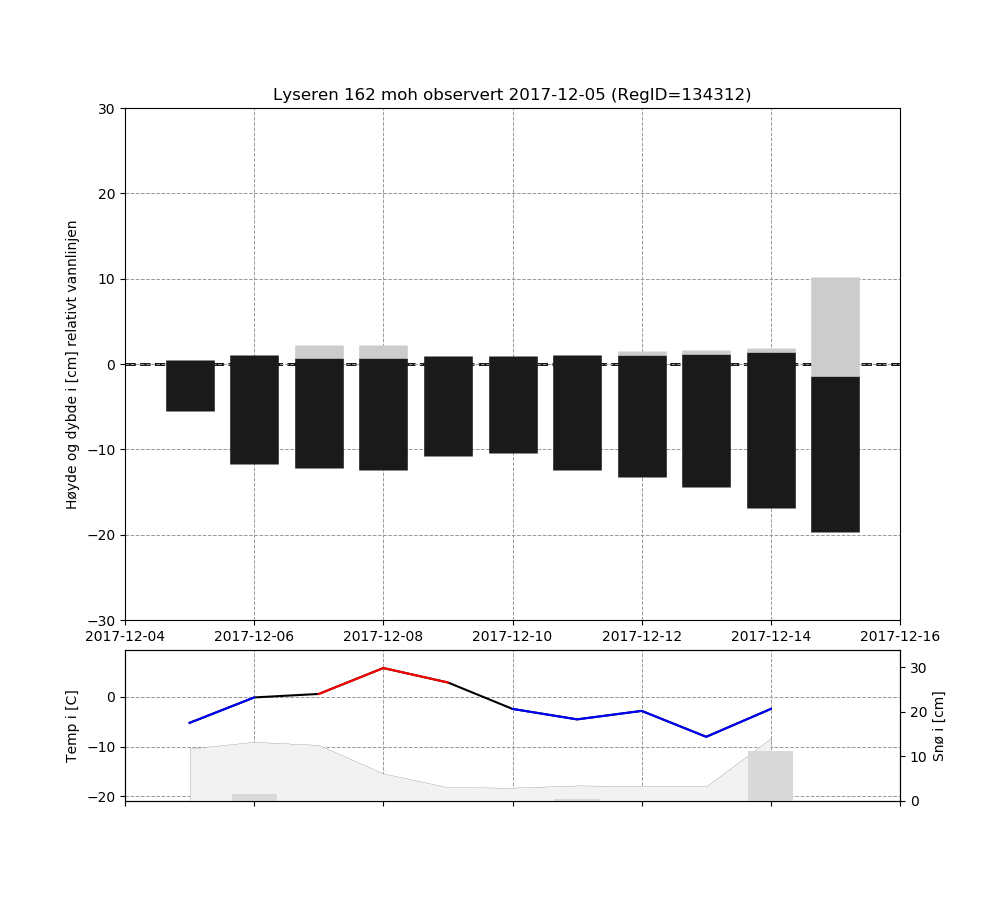 Lyseren 162 moh observert 2017-12-05 (RegID=134312)
Høyde og dybde i [cm] relativt vannlinjen
30
20
10
0
−10
−20
−30
2017-12-04 2017-12-06 2017-12-08 2017-12-10 2017-12-12 2017-12-14 2017-12-16
Temp i [C]
0
−10
−20
30
20
10
0
Snø i [cm]